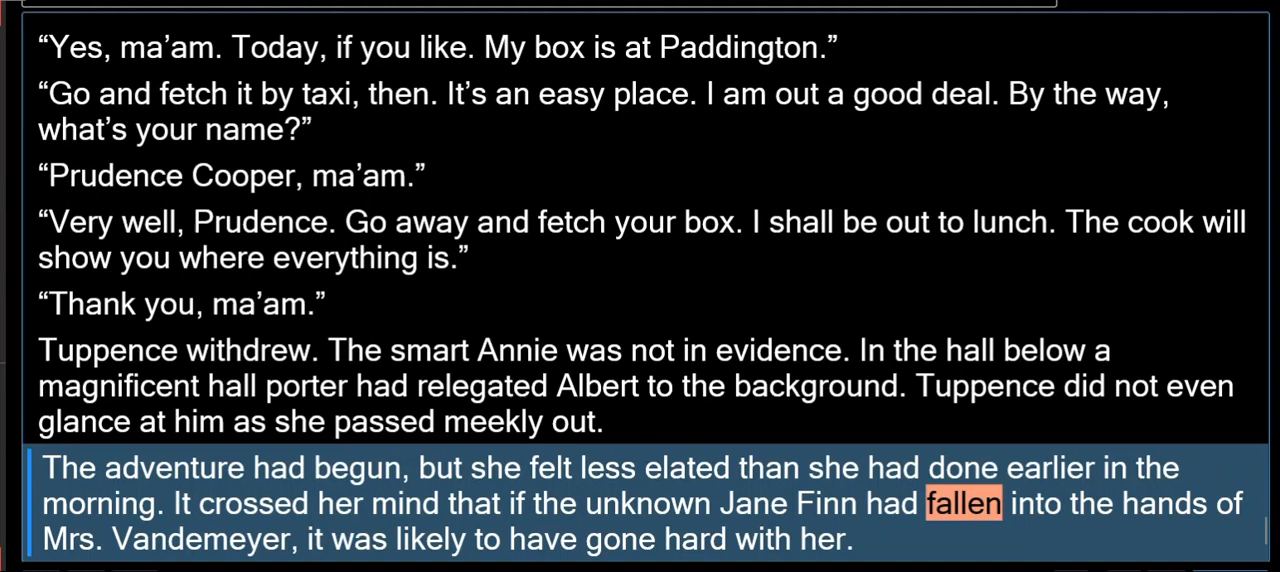 “Yes, ma’am. Today, if you like. My box is at Paddington.”
“Go and fetch it by taxi, then. It’s an easy place. I am out a good deal. By the way,
what’s your name?”
“Prudence Cooper, ma’am.”
“Very well, Prudence. Go away and fetch your box. I shall be out to lunch. The cook will
show you where everything is.”
“Thank you, ma’am.”
Tuppence withdrew. The smart Annie was not in evidence. In the hall below a
magnificent hall porter had relegated Albert to the background. Tuppence did not even
glance at him as she passed meekly out.
The adventure had begun, but she felt less elated than she had done earlier in the
morning. It crossed her mind that if the unknown Jane Finn had fallen into the hands of
Mrs. Vandemeyer, it was likely to have gone hard with her.